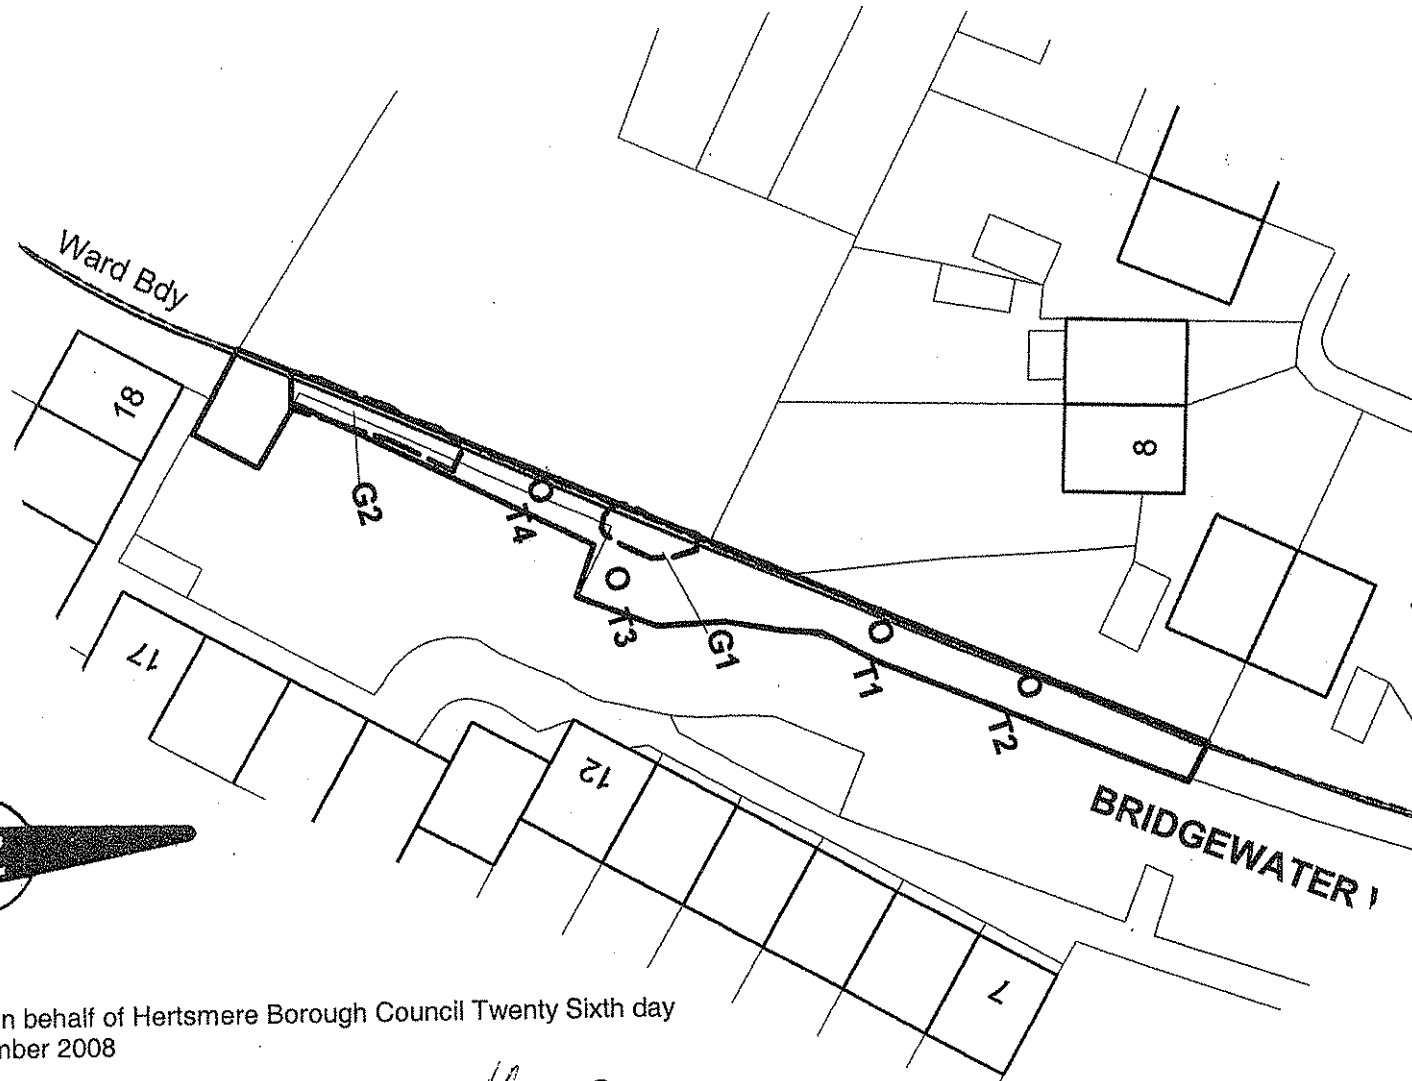 Ward Bdy
18
G2
T4
T3
G1
T1
T2
8
17
12
7
BRIDGEWATER
n behalf of Hertsmere Borough Council Twenty Sixth day
mber 2008